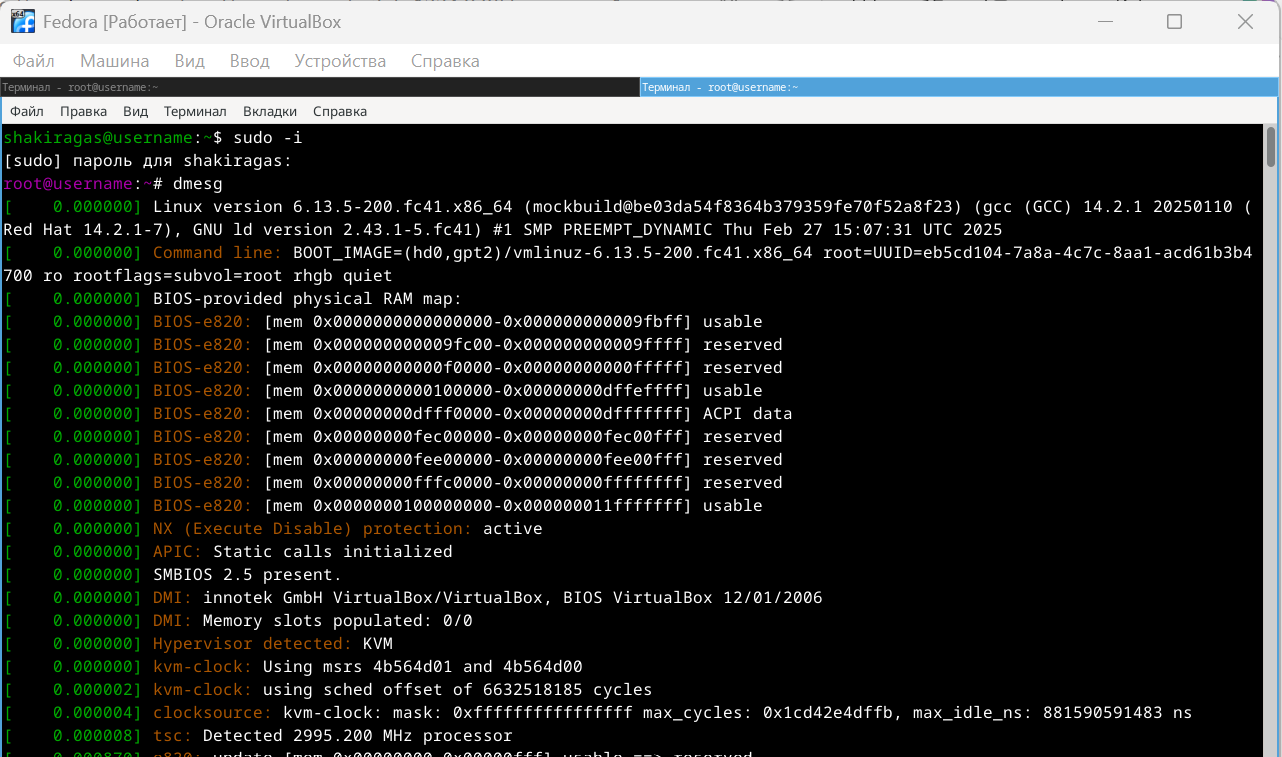 Fedora [Работает] - Oracle VirtualBox
Файл Машина Вид Ввод Устройства Справка
Терминал - root@username:~ Терминал - root@username:~
Файл Правка Вид Терминал Вкладки Справка
shakiragas@username:~$ sudo -i
[sudo] пароль для shakiragas:
root@username:~# dmesg
[    0.000000] Linux version 6.13.5-200.fc41.x86_64 (mockbuild@be03da54f8364b379359fe70f52a8f23) (gcc (GCC) 14.2.1 20250110 (
Red Hat 14.2.1-7), GNU ld version 2.43.1-5.fc41) #1 SMP PREEMPT_DYNAMIC Thu Feb 27 15:07:31 UTC 2025
[    0.000000] Command line: BOOT_IMAGE=(hd0,gpt2)/vmlinuz-6.13.5-200.fc41.x86_64 root=UUID=eb5cd104-7a8a-4c7c-8aa1-acd61b3b4
700 ro rootflags=subvol=root rhgb quiet
[    0.000000] BIOS-provided physical RAM map:
[    0.000000] BIOS-e820: [mem 0x0000000000000000-0x000000000009fbff] usable
[    0.000000] BIOS-e820: [mem 0x000000000009fc00-0x000000000009ffff] reserved
[    0.000000] BIOS-e820: [mem 0x00000000000f0000-0x00000000000fffff] reserved
[    0.000000] BIOS-e820: [mem 0x0000000000100000-0x00000000dffeffff] usable
[    0.000000] BIOS-e820: [mem 0x00000000dfff0000-0x00000000dfffffff] ACPI data
[    0.000000] BIOS-e820: [mem 0x00000000fec00000-0x00000000fec00fff] reserved
[    0.000000] BIOS-e820: [mem 0x00000000fee00000-0x00000000fee00fff] reserved
[    0.000000] BIOS-e820: [mem 0x00000000fffc0000-0x00000000ffffffff] reserved
[    0.000000] BIOS-e820: [mem 0x0000000100000000-0x000000011fffffff] usable
[    0.000000] NX (Execute Disable) protection: active
[    0.000000] APIC: Static calls initialized
[    0.000000] SMBIOS 2.5 present.
[    0.000000] DMI: innotek GmbH VirtualBox/VirtualBox, BIOS VirtualBox 12/01/2006
[    0.000000] DMI: Memory slots populated: 0/0
[    0.000000] Hypervisor detected: KVM
[    0.000000] kvm-clock: Using msrs 4b564d01 and 4b564d00
[    0.000002] kvm-clock: using sched offset of 6632518185 cycles
[    0.000004] clocksource: kvm-clock: mask: 0xffffffffffffffff max_cycles: 0x1cd42e4dffb, max_idle_ns: 881590591483 ns
[    0.000008] tsc: Detected 2995.200 MHz processor
[    0.000870] e820: update [mem 0x00000000-0x00000fff] usable ==> reserved